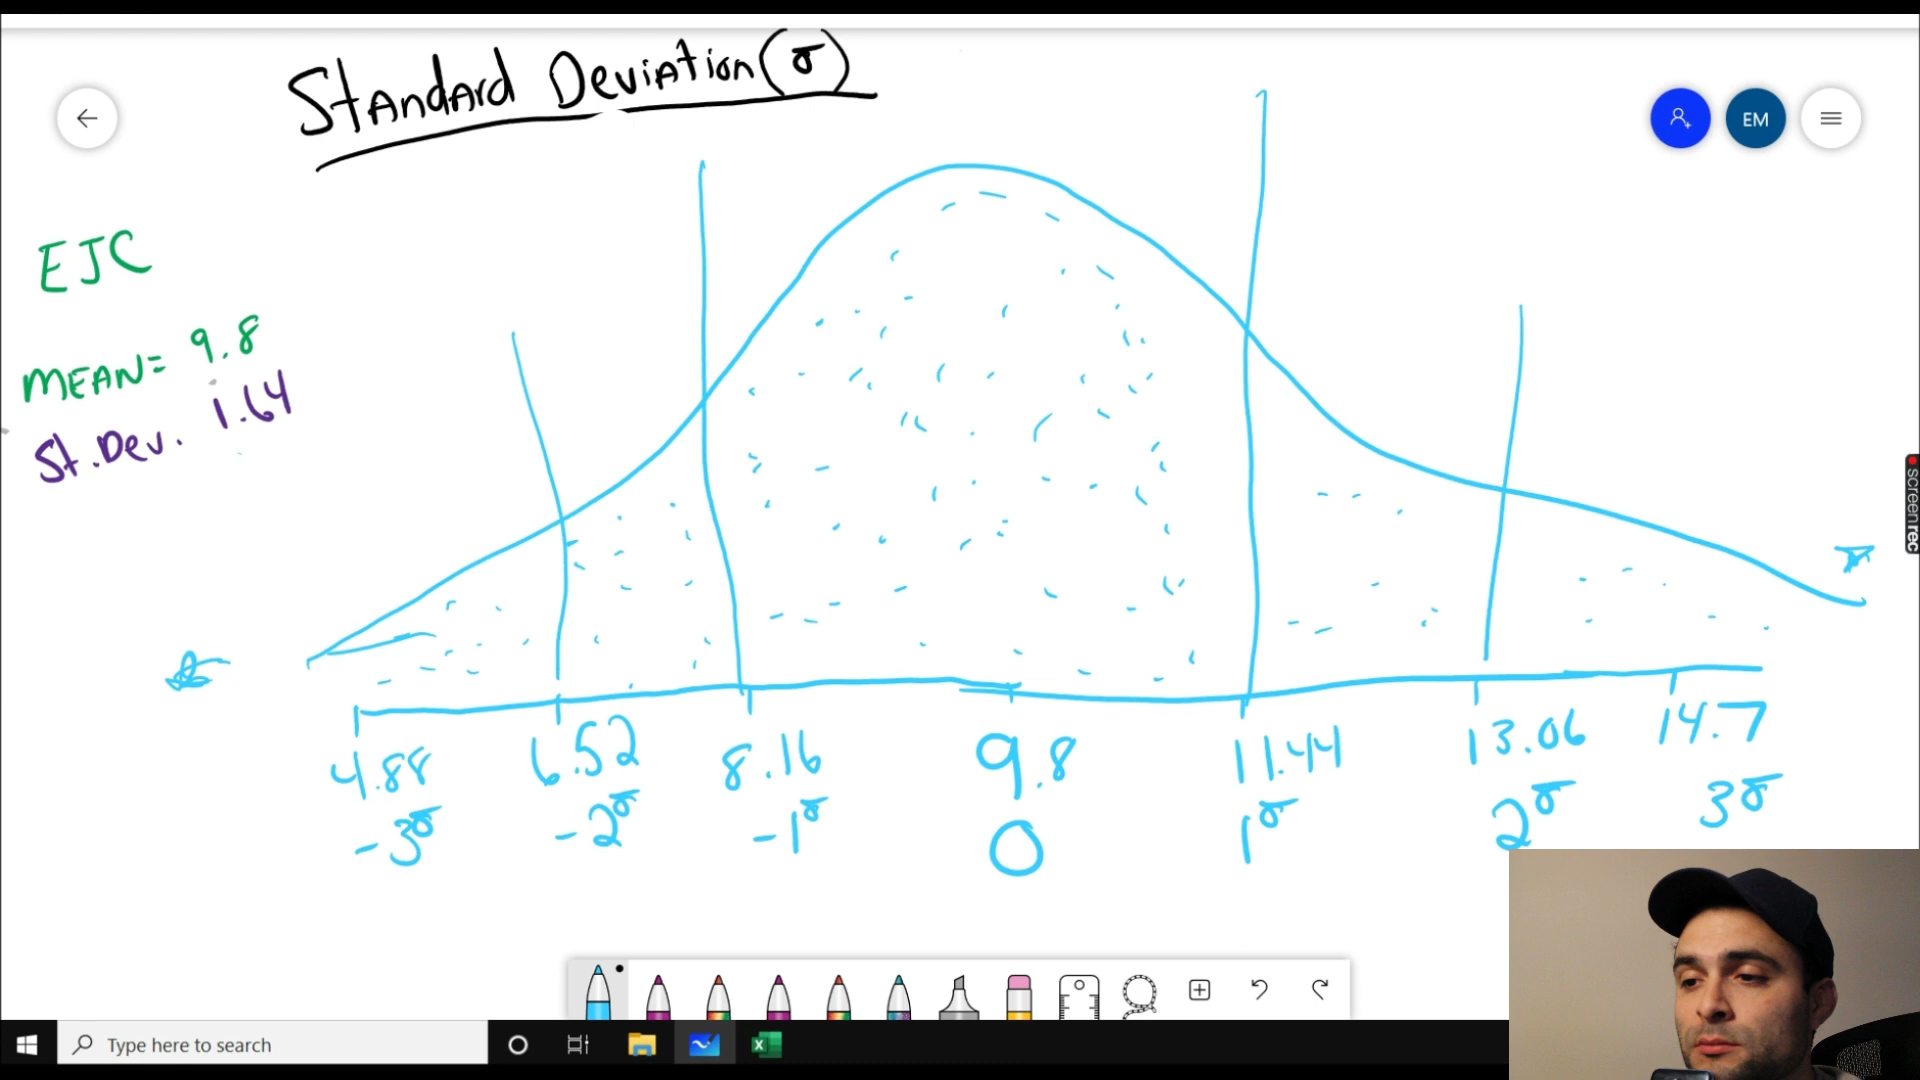 Standard Deviation (σ)
EM
EJC
MEAN= 9.8
St.Dev. 1.64
4.88 6.52 8.16 9.8 11.44 13.06 14.7
-3σ -2σ -1σ 0 1σ 2σ 3σ
screenrec
Type here to search